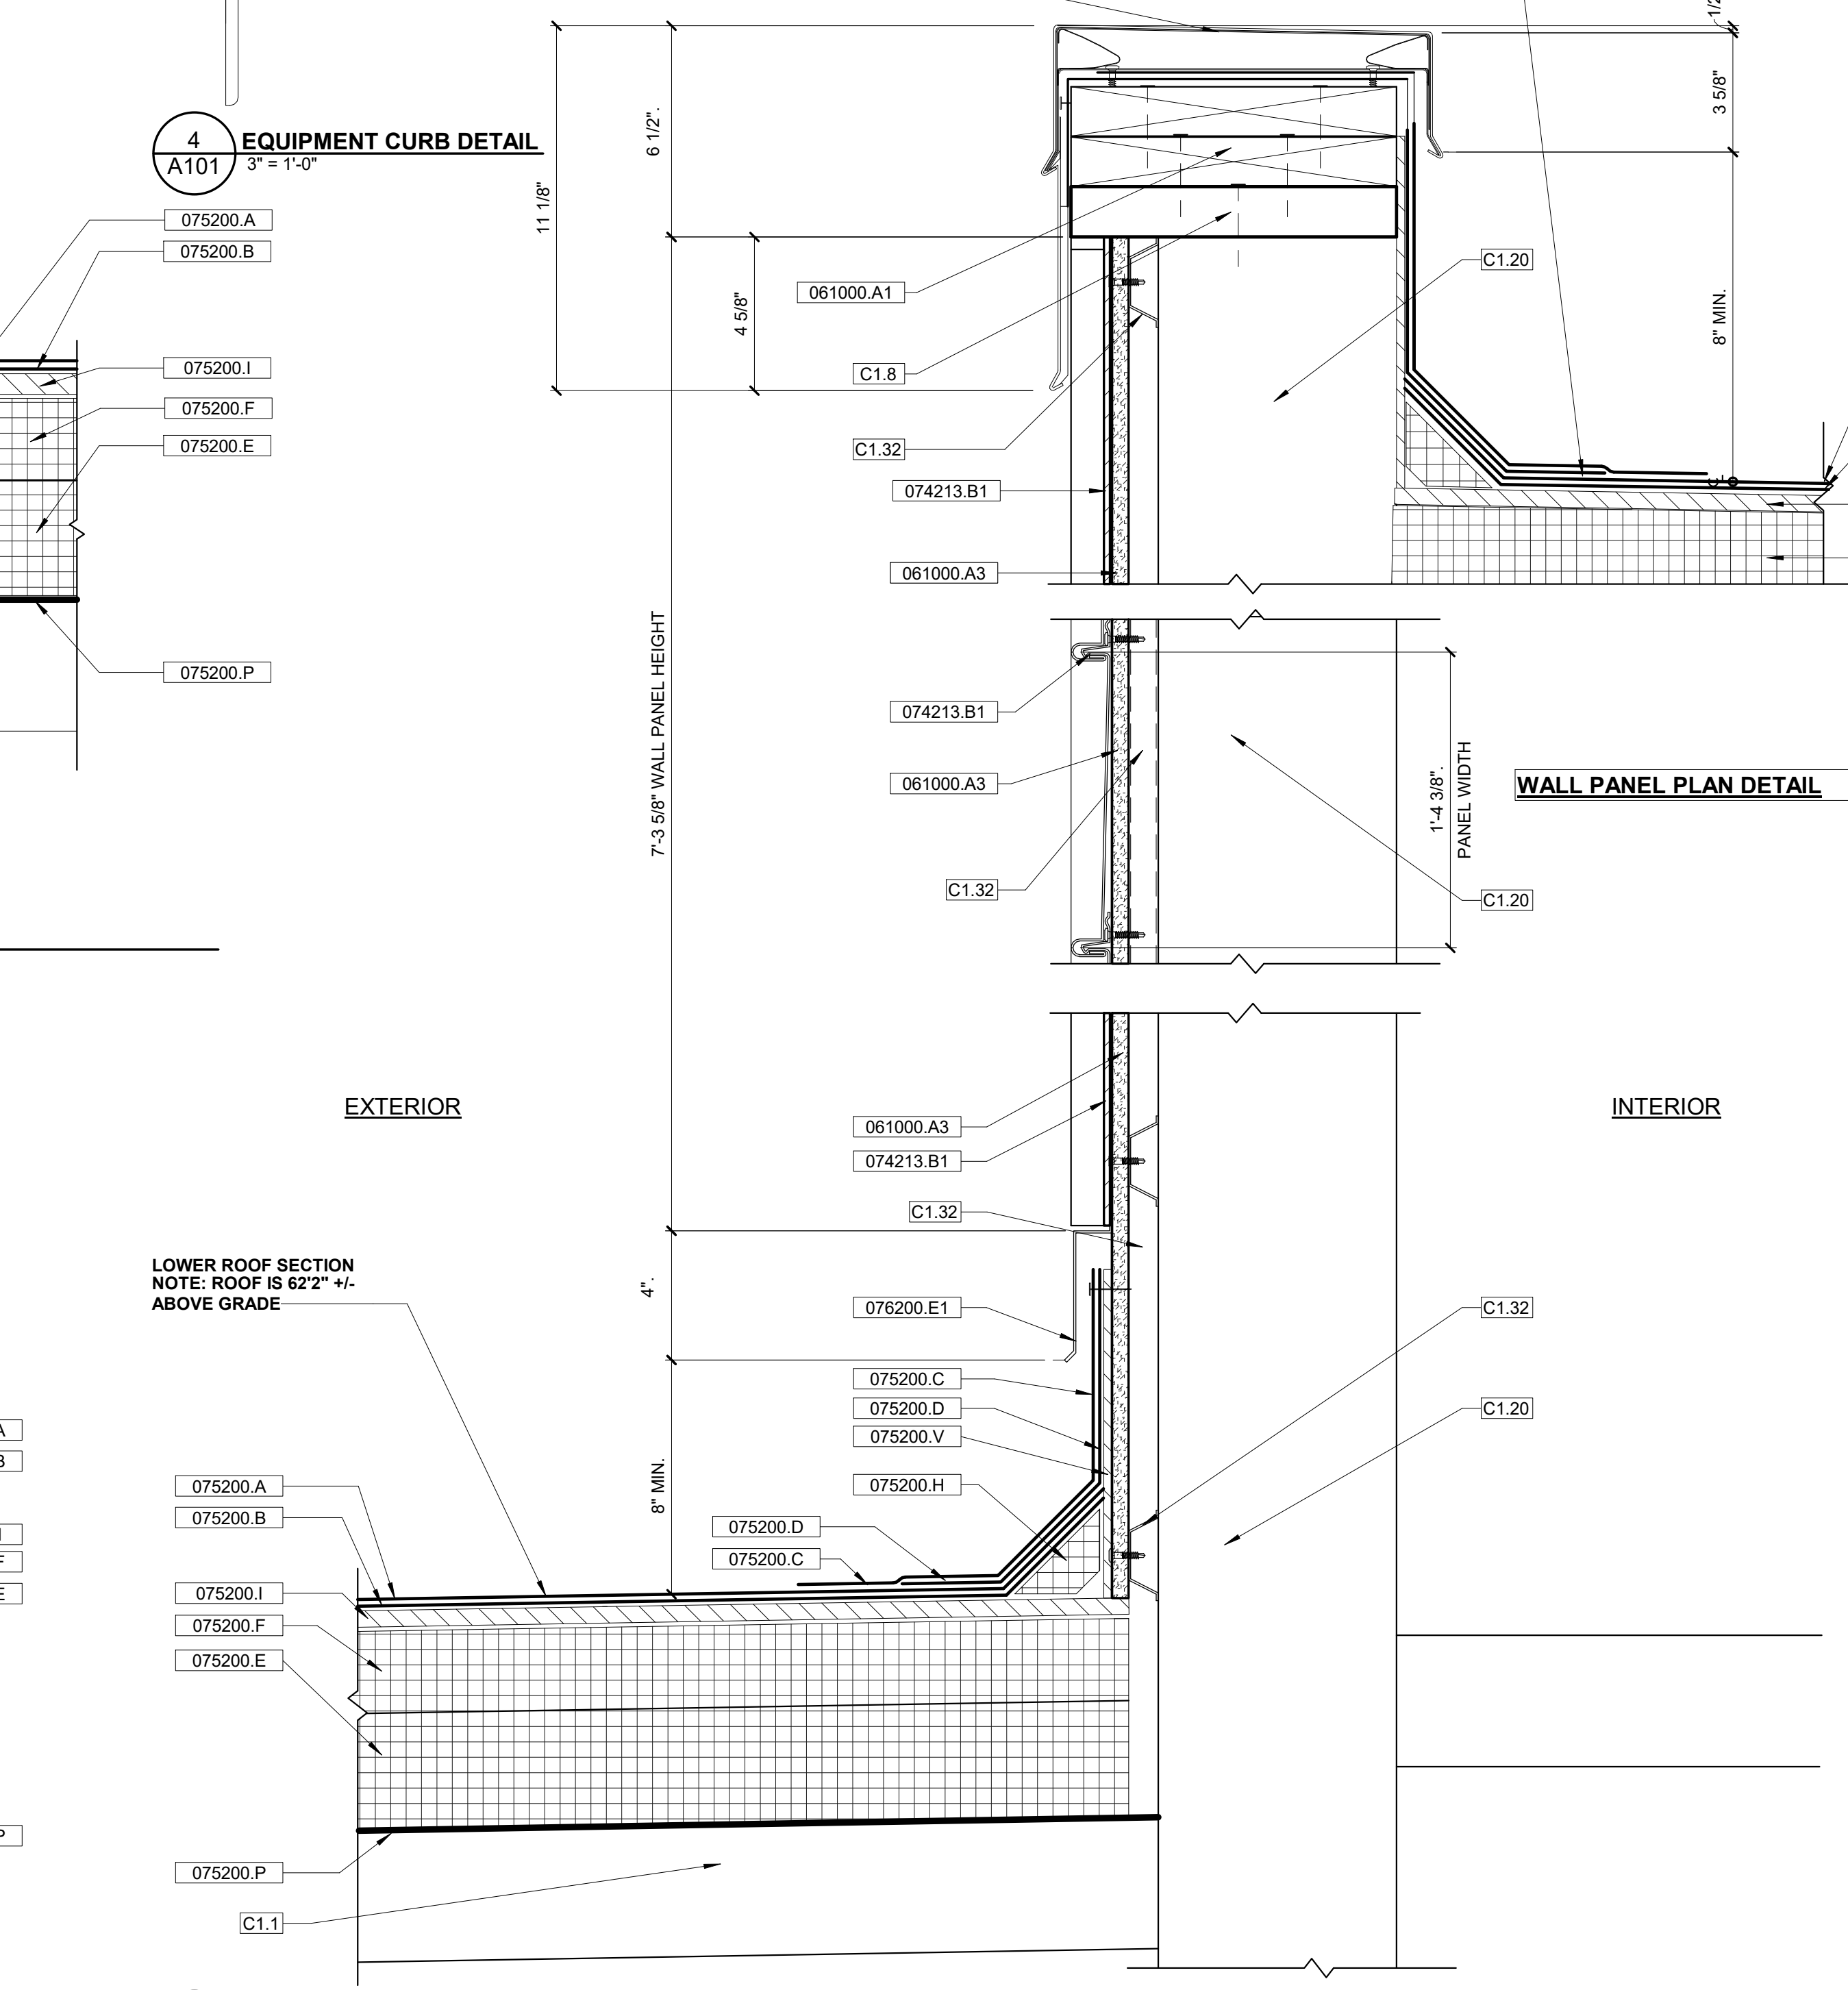 4
A101
EQUIPMENT CURB DETAIL
3" = 1'-0"
075200.A
075200.B
075200.I
075200.F
075200.E
075200.P
11 1/8"
6 1/2".
4 5/8"
1/2
3 5/8"
8" MIN.
061000.A1
C1.8
C1.32
074213.B1
061000.A3
C1.20
7'-3 5/8" WALL PANEL HEIGHT
074213.B1
061000.A3
C1.32
1'-4 3/8".
PANEL WIDTH
C1.20
WALL PANEL PLAN DETAIL
EXTERIOR
INTERIOR
061000.A3
074213.B1
C1.32
LOWER ROOF SECTION
NOTE: ROOF IS 62'2" +/-
ABOVE GRADE
4".
076200.E1
8" MIN.
075200.C
075200.D
075200.V
075200.H
075200.D
075200.C
C1.32
C1.20
075200.A
075200.B
075200.I
075200.F
075200.E
075200.P
C1.1